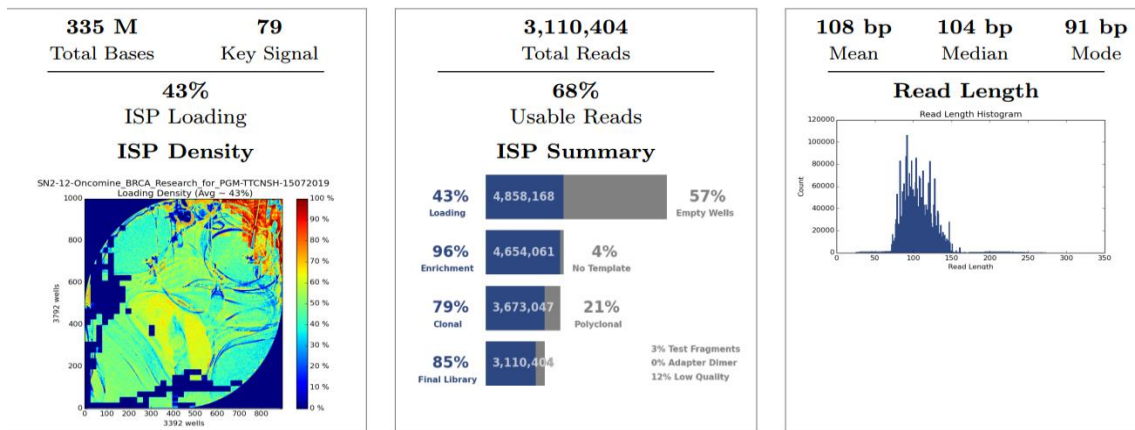 335 M
79
Total Bases
Key Signal
43%
ISP Loading
ISP Density
SN2-12-Oncomine_BRCA_Research_for_PGM-TTCNSH-15072019
Loading Density (Avg ~ 43%)
1000
800
600
400
200
0
3792 wells
0 100 200 300 400 500 600 700 800
3392 wells
100 %
90 %
80 %
70 %
60 %
50 %
40 %
30 %
20 %
10 %
0 %
3,110,404
Total Reads
68%
Usable Reads
ISP Summary
43%
Loading
4,858,168
57%
Empty Wells
96%
Enrichment
4,654,061
4%
No Template
79%
Clonal
3,673,047
21%
Polyclonal
85%
Final Library
3,110,404
3% Test Fragments
0% Adapter Dimer
12% Low Quality
108 bp
104 bp
91 bp
Mean
Median
Mode
Read Length
Read Length Histogram
120000
100000
80000
60000
40000
20000
0
Count
0 50 100 150 200 250 300 350
Read Length